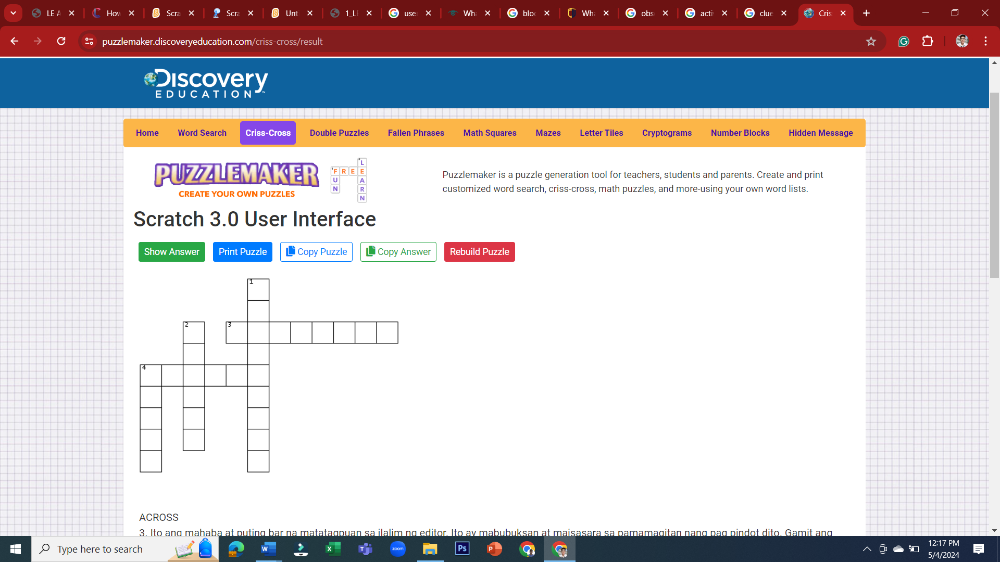 LE A
How
Scra
Scra
Unt
1_LE
use
Wha
bloc
Wha
obs
acti
clue
Cris
puzzlemaker.discoveryeducation.com/criss-cross/result
DISCOVERY
EDUCATION
Home Word Search Criss-Cross Double Puzzles Fallen Phrases Math Squares Mazes Letter Tiles Cryptograms Number Blocks Hidden Message
PUZZLEMAKER
CREATE YOUR OWN PUZZLES
FREE
FUN
LEARN
Puzzlemaker is a puzzle generation tool for teachers, students and parents. Create and print
customized word search, criss-cross, math puzzles, and more-using your own word lists.
Scratch 3.0 User Interface
Show Answer Print Puzzle Copy Puzzle Copy Answer Rebuild Puzzle
1
2 3
4
ACROSS
3. Ito ang mahaba at puting bar na matatagpuan sa ilalim ng editor. Ito ay mabubuksan at maisasara sa pamamagitan nang pag pindot dito. Gamit ang
Type here to search
zoom
Ps
12:17 PM
5/4/2024